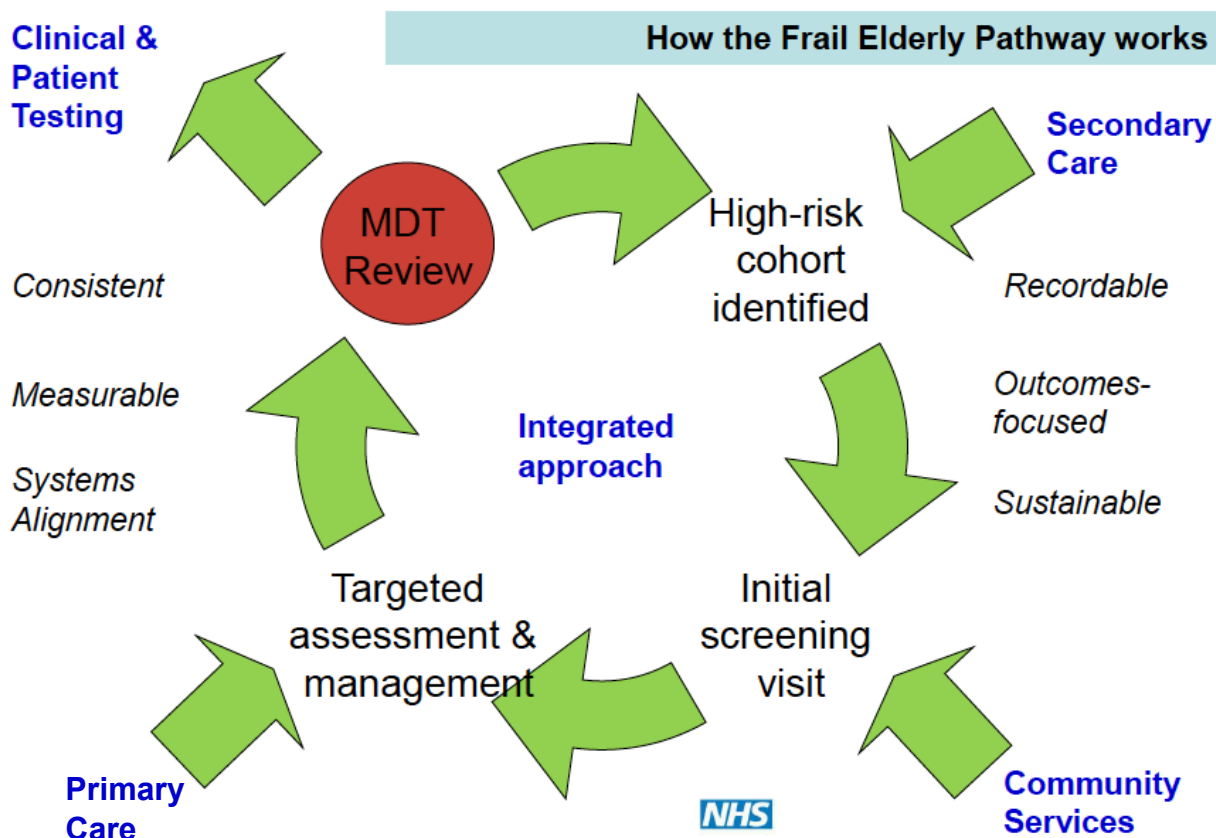 How the Frail Elderly Pathway works
Clinical &
Patient
Testing
Secondary
Care
MDT
Review
High-risk
cohort
identified
Consistent
Measurable
Systems
Alignment
Recordable
Outcomes-
focused
Sustainable
Integrated
approach
Targeted
assessment &
management
Initial
screening
visit
Primary
Care
Community
Services
NHS